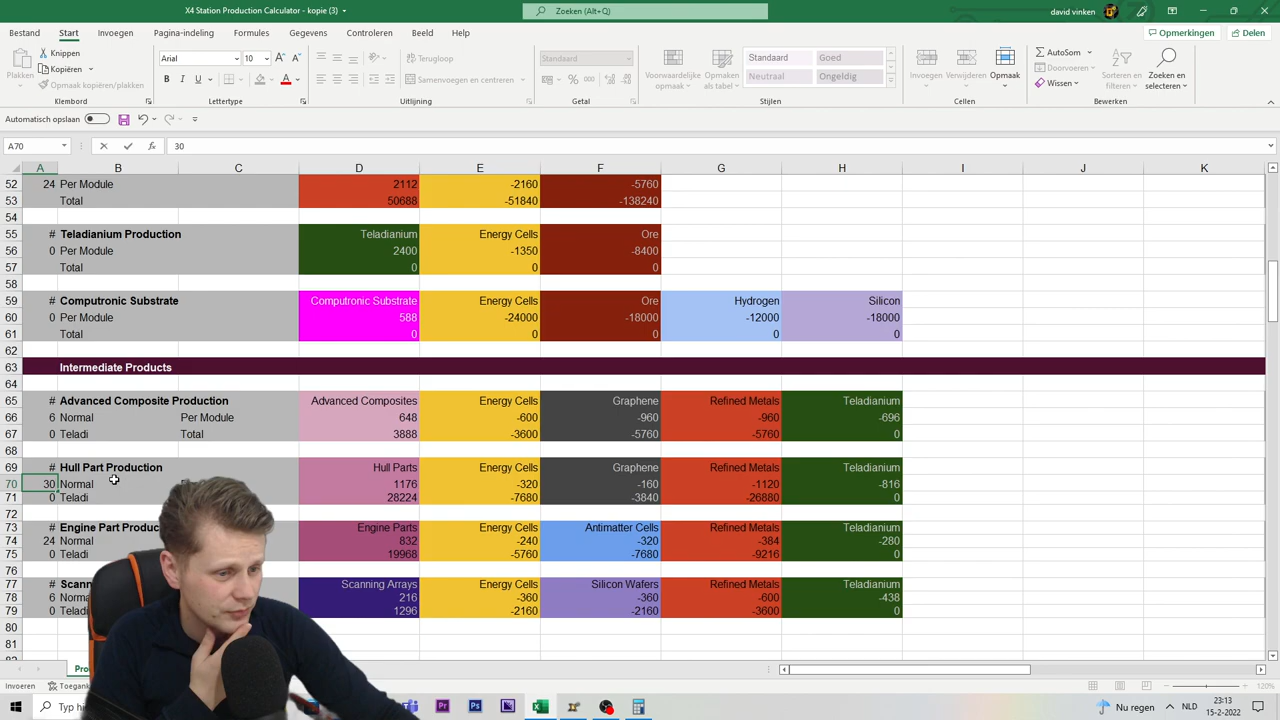 X4 Station Production Calculator - kopie (3)
Zoeken (Alt+Q)
david vinken
Bestand Start Invoegen Pagina-indeling Formules Gegevens Controleren Beeld Help
Opmerkingen Delen
Plakken Knippen Kopiëren Opmaak kopiëren/plakken
Arial 10
Terugloop
Samenvoegen en centreren
Standaard
Voorwaardelijke opmaak Opmaken als tabel
Standaard Goed
Neutraal Ongeldig
Invoegen Verwijderen Opmaak
AutoSom
Doorvoeren
Wissen
Sorteren en filteren Zoeken en selecteren
Klembord Lettertype Uitlijning Getal Stijlen Cellen Bewerken
Automatisch opslaan
A70 30
A B C D E F G H I J K
52 24 Per Module 2112 -2160 -5760
53 Total 50688 -51840 -138240
54
55 # Teladianium Production Teladianium Energy Cells Ore
56 0 Per Module 2400 -1350 -8400
57 Total 0 0 0
58
59 # Computronic Substrate Computronic Substrate Energy Cells Ore Hydrogen Silicon
60 0 Per Module 588 -24000 -18000 -12000 -18000
61 Total 0 0 0 0 0
62
63 Intermediate Products
64
65 # Advanced Composite Production Advanced Composites Energy Cells Graphene Refined Metals Teladianium
66 6 Normal Per Module 648 -600 -960 -960 -696
67 0 Teladi Total 3888 -3600 -5760 -5760 0
68
69 # Hull Part Production Hull Parts Energy Cells Graphene Refined Metals Teladianium
70 30 Normal 1176 -320 -160 -1120 -816
71 0 Teladi 28224 -7680 -3840 -26880 0
72
73 # Engine Part Produc Engine Parts Energy Cells Antimatter Cells Refined Metals Teladianium
74 24 Normal 832 -240 -320 -384 -280
75 0 Teladi 19968 -5760 -7680 -9216 0
76
77 # Scann Scanning Arrays Energy Cells Silicon Wafers Refined Metals Teladianium
78 6 Norma 216 -360 -360 -600 -438
79 0 Teladi 1296 -2160 -2160 -3600 0
80
81
Invoeren
120%
Typ hi
Nu regen NLD 23:13
15-2-2022